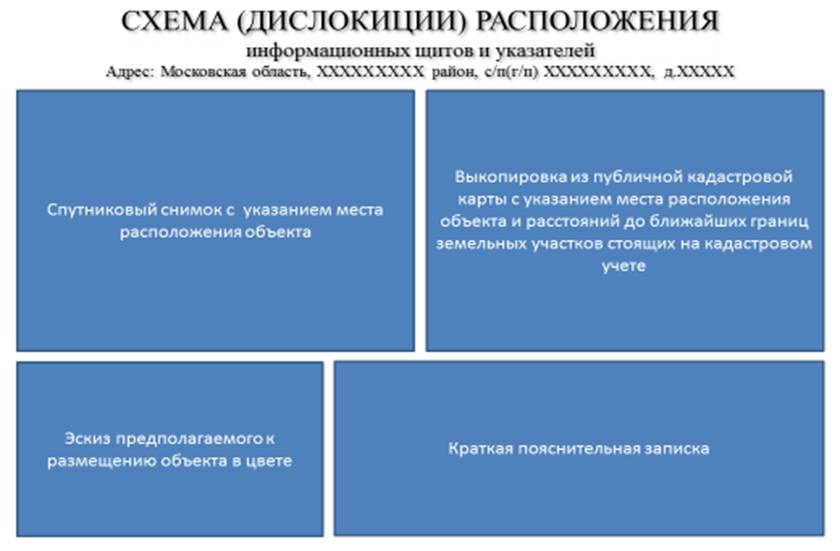 СХЕМА (ДИСЛОКИЦИИ) РАСПОЛОЖЕНИЯ
информационных щитов и указателей
Адрес: Московская область, ХХХХХХХХХ район, с/п(г/п) ХХХХХХХХХ, д.ХХХХХ
Спутниковый снимок с указанием места
расположения объекта
Выкопировка из публичной кадастровой
карты с указанием места расположения
объекта и расстояний до ближайших границ
земельных участков стоящих на кадастровом
учете
Эскиз предполагаемого к
размещению объекта в цвете
Краткая пояснительная записка